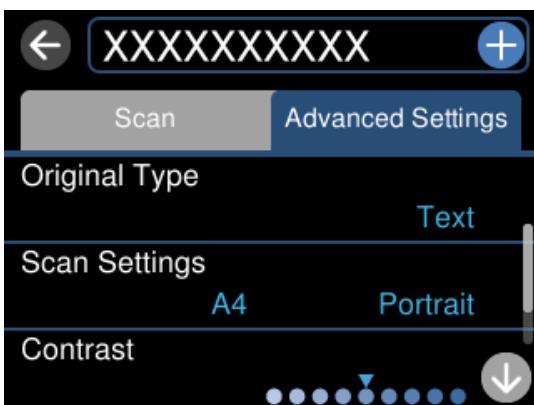 XXXXXXXXXX
Scan Advanced Settings
Original Type
Text
Scan Settings
A4 Portrait
Contrast